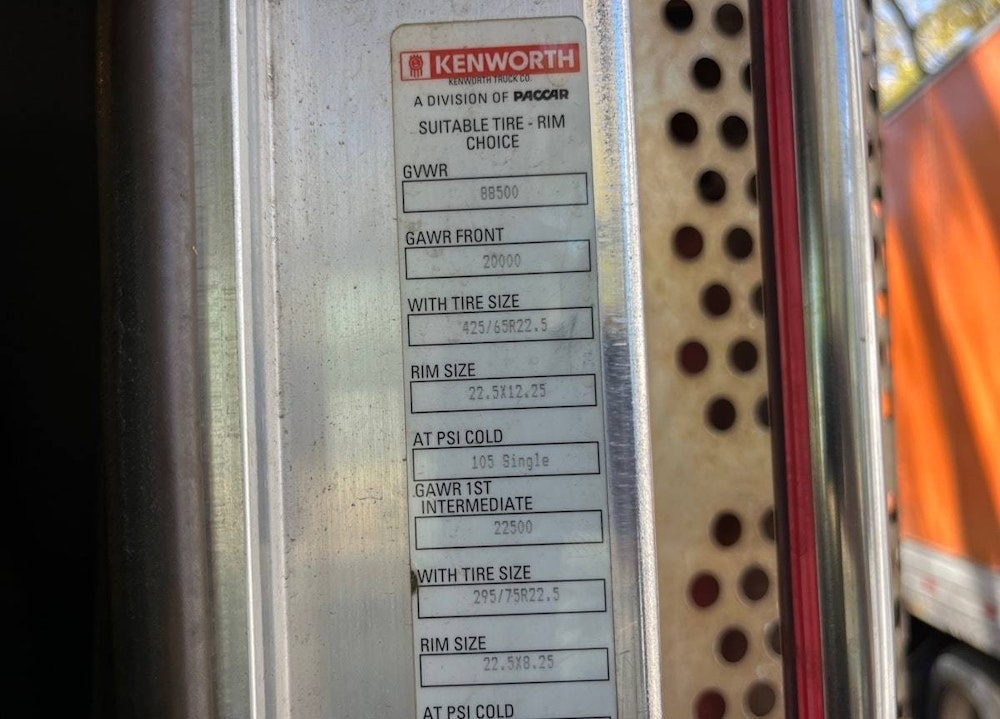 KENWORTH
KENWORTH TRUCK CO.
A DIVISION OF PACCAR
SUITABLE TIRE - RIM
CHOICE
GVWR
88500
GAWR FRONT
20000
WITH TIRE SIZE
425/65R22.5
RIM SIZE
22.5X12.25
AT PSI COLD
105 Single
GAWR 1ST
INTERMEDIATE
22500
WITH TIRE SIZE
295/75R22.5
RIM SIZE
22.5X8.25
AT PSI COLD